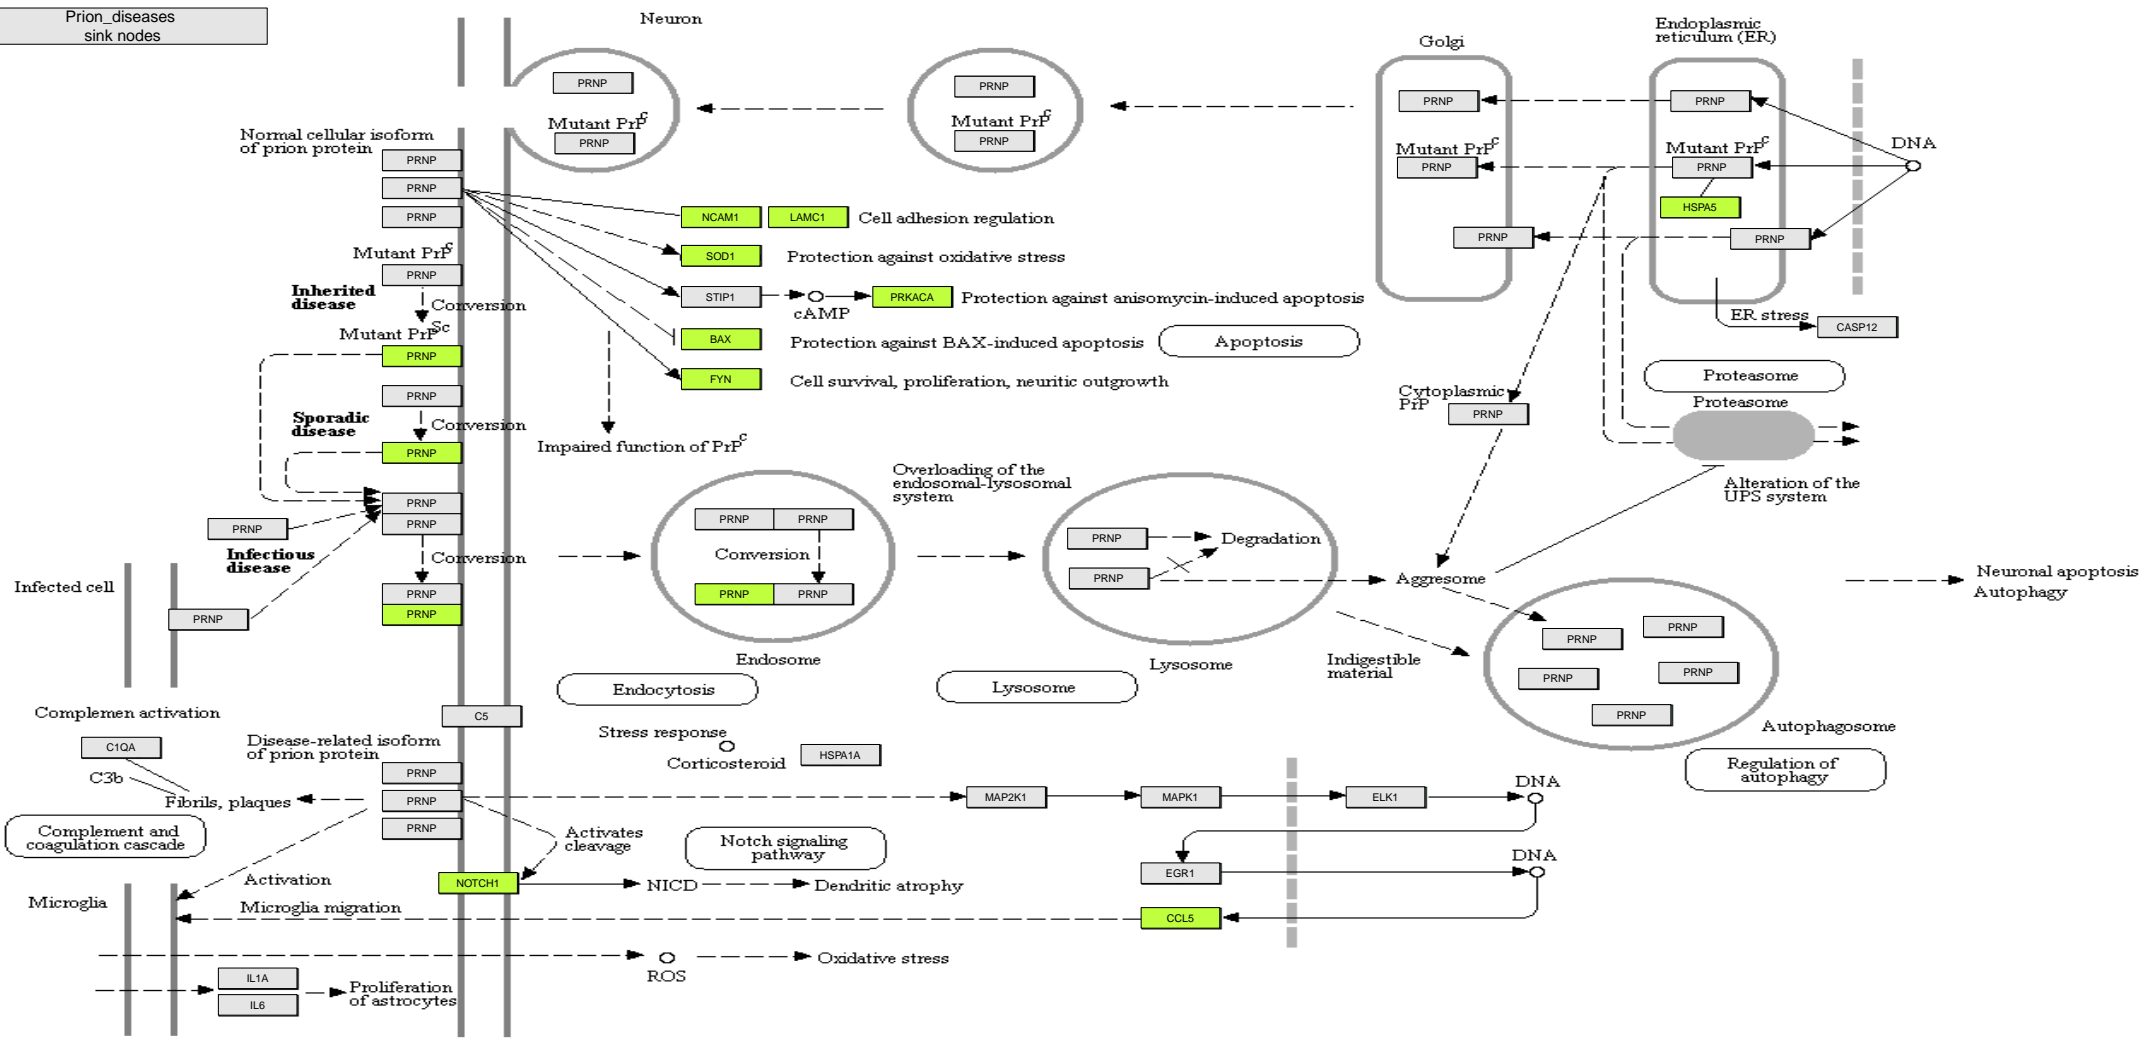 Prion_diseases
sink nodes
Neuron
Golgi
Endoplasmic
reticulum (ER)
PRNP
Mutant PrP^c
PRNP
PRNP
Mutant PrP^c
PRNP
PRNP
Mutant PrP^c
PRNP
PRNP
PRNP
Mutant PrP^c
PRNP
HSPA5
PRNP
DNA
ER stress
CASP12
Normal cellular isoform
of prion protein
PRNP
PRNP
PRNP
NCAM1
LAMC1
Cell adhesion regulation
SOD1
Protection against oxidative stress
STIP1
cAMP
PRKACA
Protection against anisomycin-induced apoptosis
BAX
Protection against BAX-induced apoptosis
Apoptosis
FYN
Cell survival, proliferation, neuritic outgrowth
Impaired function of PrP^c
Mutant PrP^c
PRNP
Inherited
disease
Conversion
Mutant PrP^Sc
PRNP
PRNP
Sporadic
disease
Conversion
PRNP
PRNP
PRNP
PRNP
Infectious
disease
Conversion
Infected cell
PRNP
PRNP
PRNP
Cytoplasmic
PrP
PRNP
Proteasome
Proteasome
Alteration of the
UPS system
PRNP
PRNP
Conversion
PRNP
PRNP
Endosome
Endocytosis
Overloading of the
endosomal-lysosomal
system
PRNP
Degradation
PRNP
Lysosome
Lysosome
Aggresome
Indigestible
material
PRNP
PRNP
PRNP
PRNP
PRNP
Autophagosome
Regulation of
autophagy
Neuronal apoptosis
Autophagy
Complemen activation
C1QA
C3b
Fibrils, plaques
Complement and
coagulation cascade
C5
Disease-related isoform
of prion protein
PRNP
PRNP
PRNP
Stress response
Corticosteroid
HSPA1A
MAP2K1
MAPK1
ELK1
DNA
Activates
cleavage
Notch signaling
pathway
EGR1
DNA
NOTCH1
NICD
Dendritic atrophy
Activation
Microglia
Microglia migration
CCL5
ROS
Oxidative stress
IL1A
IL6
Proliferation
of astrocytes